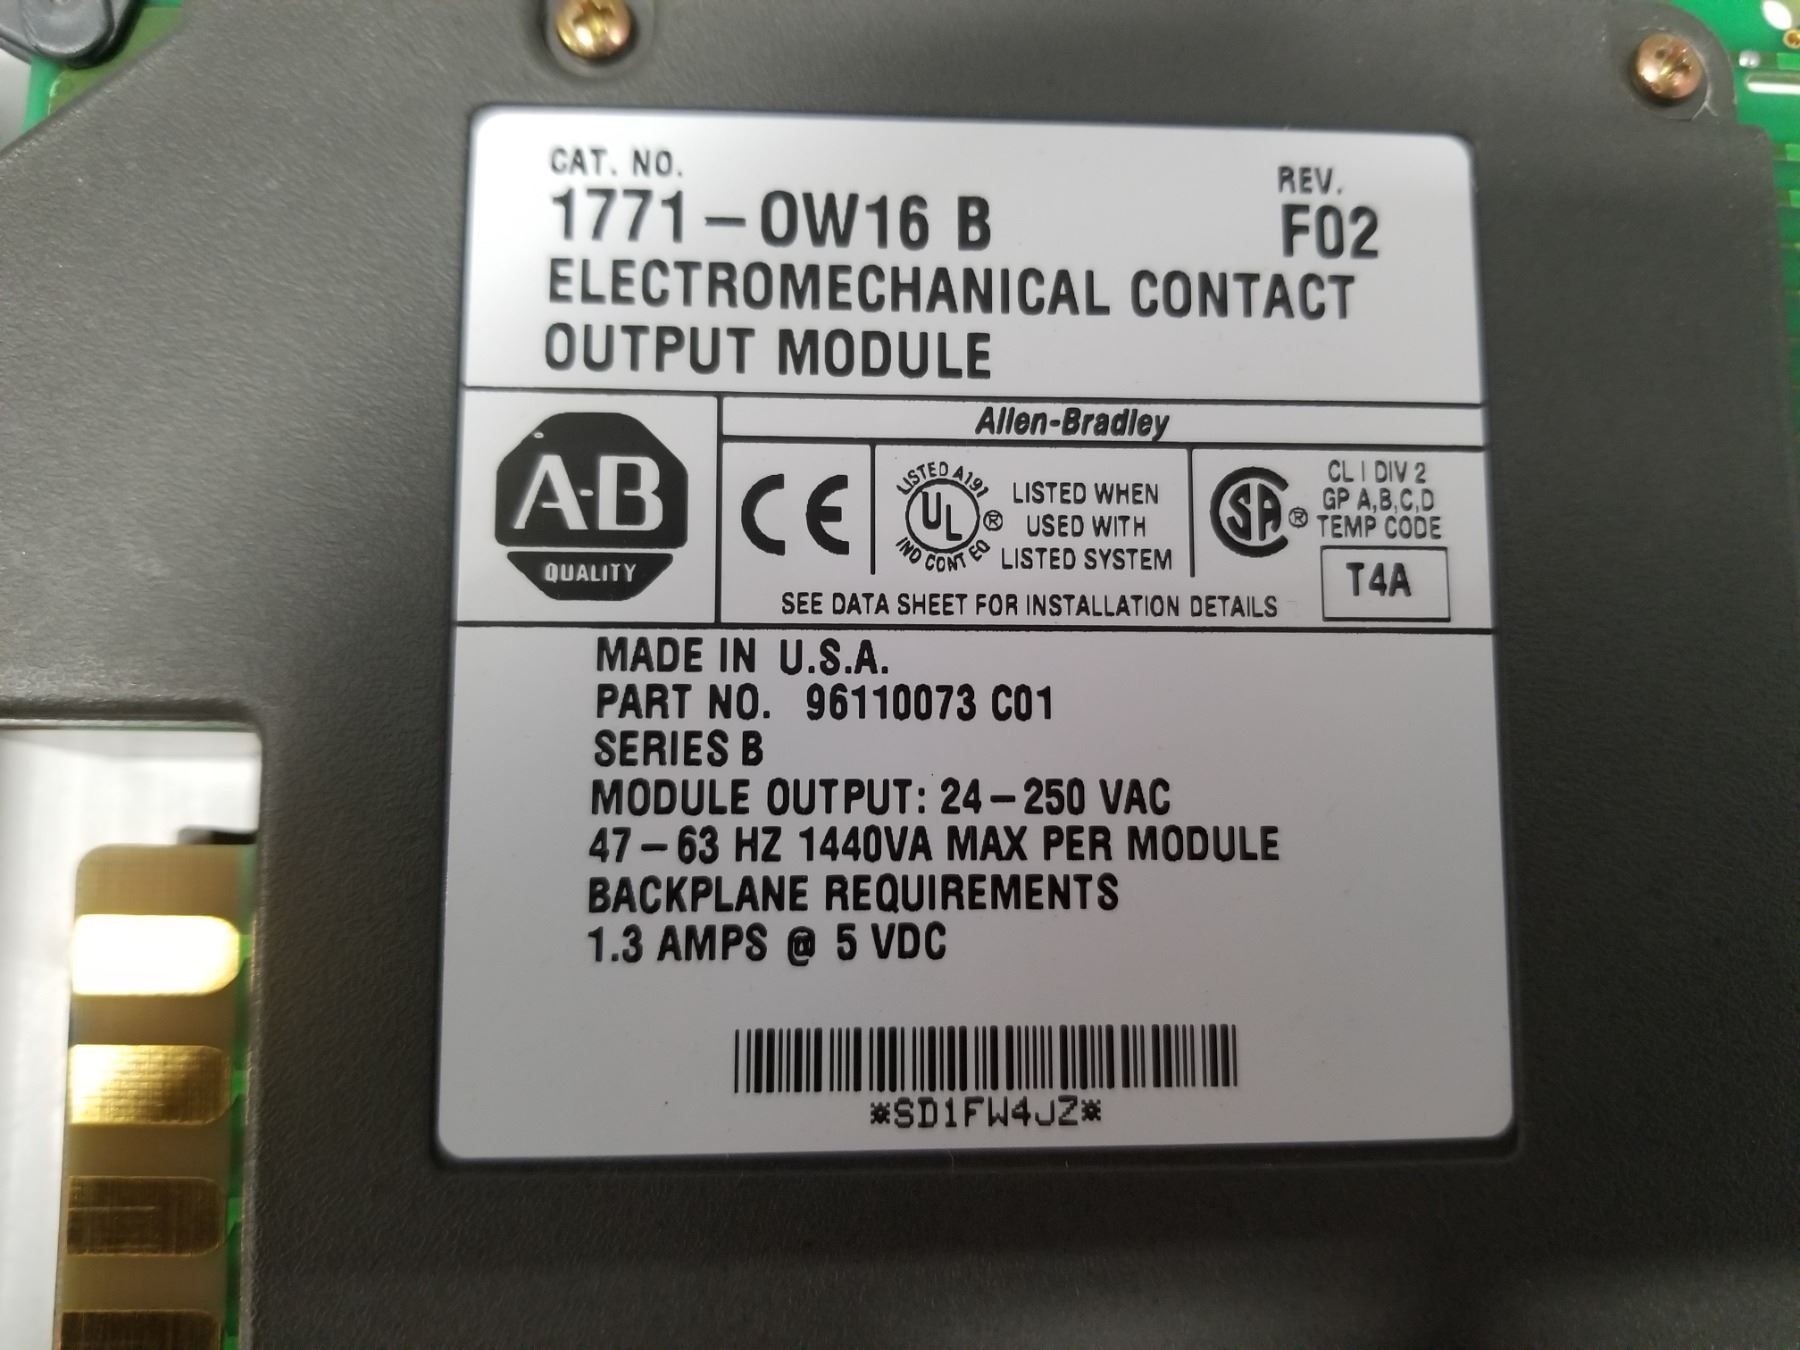 CAT. NO.
1771-OW16 B
REV.
F02
ELECTROMECHANICAL CONTACT
OUTPUT MODULE
Allen-Bradley
A-B
QUALITY
CE
LISTED A191
UL ®
IND CONT EQ
LISTED WHEN
USED WITH
LISTED SYSTEM
SA ®
CL I DIV 2
GP A,B,C,D
TEMP CODE
T4A
SEE DATA SHEET FOR INSTALLATION DETAILS
MADE IN U.S.A.
PART NO. 96110073 C01
SERIES B
MODULE OUTPUT: 24-250 VAC
47-63 HZ 1440VA MAX PER MODULE
BACKPLANE REQUIREMENTS
1.3 AMPS @ 5 VDC
*SD1FW4JZ*